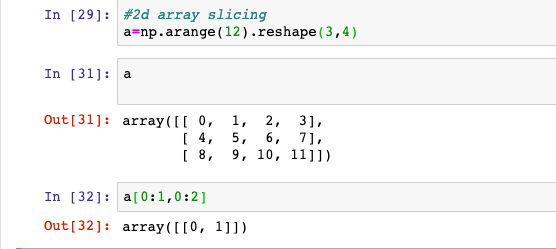 In [29]: #2d array slicing
a=np.arange(12).reshape(3,4)
In [31]: a
Out[31]: array([[ 0,  1,  2,  3],
       [ 4,  5,  6,  7],
       [ 8,  9, 10, 11]])
In [32]: a[0:1,0:2]
Out[32]: array([[0, 1]])